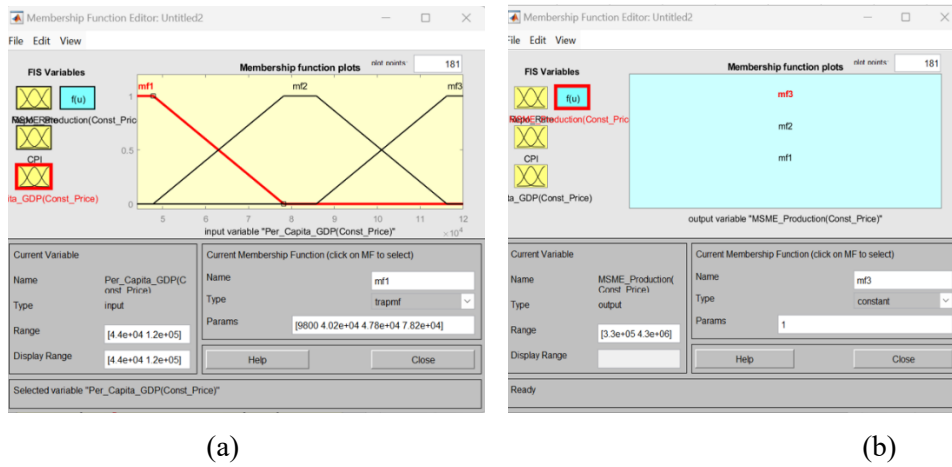 Membership Function Editor: Untitled2
File Edit View
FIS Variables
Membership function plots
plot points:
181
f(u)
CPI
ita_GDP(Const_Price)
mf1
mf2
mf3
1
0.5
0
5
6
7
8
9
10
11
12
×10⁴
input variable "Per_Capita_GDP(Const_Price)"
Current Variable
Name
Per_Capita_GDP(C
onst_Price)
Type
input
Range
[4.4e+04 1.2e+05]
Display Range
[4.4e+04 1.2e+05]
Current Membership Function (click on MF to select)
Name
mf1
Type
trapmf
Params
[9800 4.02e+04 4.78e+04 7.82e+04]
Help
Close
Selected variable "Per_Capita_GDP(Const_Price)"
(a)
Membership Function Editor: Untitled2
File Edit View
FIS Variables
Membership function plots
plot points:
181
f(u)
CPI
ita_GDP(Const_Price)
mf3
mf2
mf1
output variable "MSME_Production(Const_Price)"
Current Variable
Name
MSME_Production(
Const_Price)
Type
output
Range
[3.3e+05 4.3e+06]
Display Range
Current Membership Function (click on MF to select)
Name
mf3
Type
constant
Params
1
Help
Close
Ready
(b)